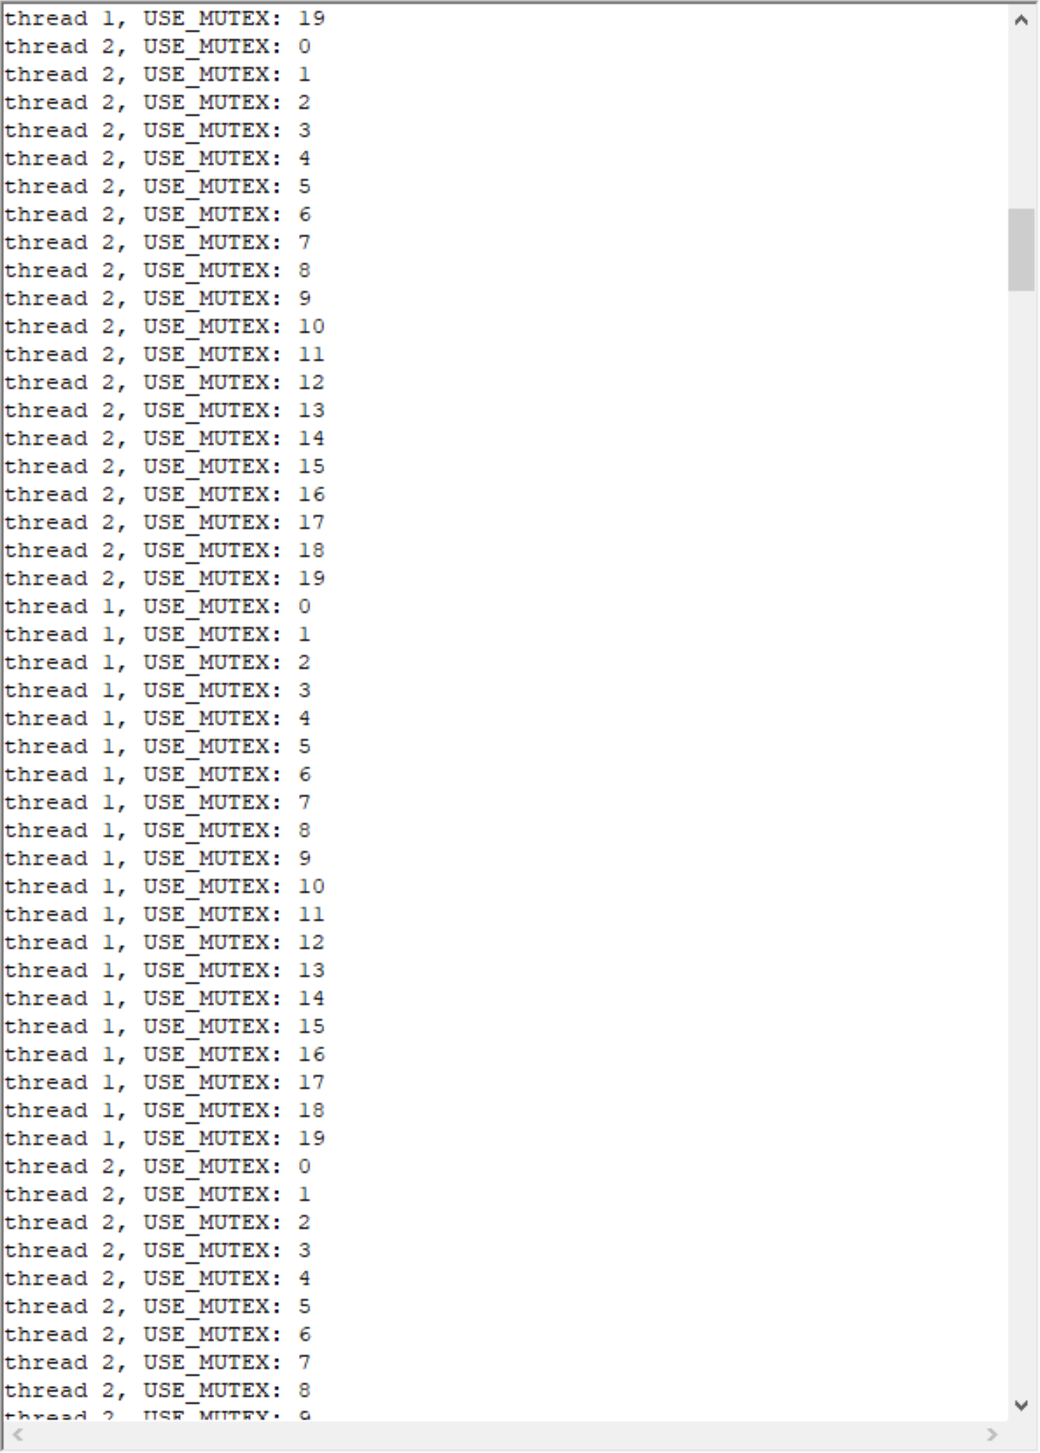 thread 1, USE_MUTEX: 19
thread 2, USE_MUTEX: 0
thread 2, USE_MUTEX: 1
thread 2, USE_MUTEX: 2
thread 2, USE_MUTEX: 3
thread 2, USE_MUTEX: 4
thread 2, USE_MUTEX: 5
thread 2, USE_MUTEX: 6
thread 2, USE_MUTEX: 7
thread 2, USE_MUTEX: 8
thread 2, USE_MUTEX: 9
thread 2, USE_MUTEX: 10
thread 2, USE_MUTEX: 11
thread 2, USE_MUTEX: 12
thread 2, USE_MUTEX: 13
thread 2, USE_MUTEX: 14
thread 2, USE_MUTEX: 15
thread 2, USE_MUTEX: 16
thread 2, USE_MUTEX: 17
thread 2, USE_MUTEX: 18
thread 2, USE_MUTEX: 19
thread 1, USE_MUTEX: 0
thread 1, USE_MUTEX: 1
thread 1, USE_MUTEX: 2
thread 1, USE_MUTEX: 3
thread 1, USE_MUTEX: 4
thread 1, USE_MUTEX: 5
thread 1, USE_MUTEX: 6
thread 1, USE_MUTEX: 7
thread 1, USE_MUTEX: 8
thread 1, USE_MUTEX: 9
thread 1, USE_MUTEX: 10
thread 1, USE_MUTEX: 11
thread 1, USE_MUTEX: 12
thread 1, USE_MUTEX: 13
thread 1, USE_MUTEX: 14
thread 1, USE_MUTEX: 15
thread 1, USE_MUTEX: 16
thread 1, USE_MUTEX: 17
thread 1, USE_MUTEX: 18
thread 1, USE_MUTEX: 19
thread 2, USE_MUTEX: 0
thread 2, USE_MUTEX: 1
thread 2, USE_MUTEX: 2
thread 2, USE_MUTEX: 3
thread 2, USE_MUTEX: 4
thread 2, USE_MUTEX: 5
thread 2, USE_MUTEX: 6
thread 2, USE_MUTEX: 7
thread 2, USE_MUTEX: 8
thread 2, USE_MUTEX: 9